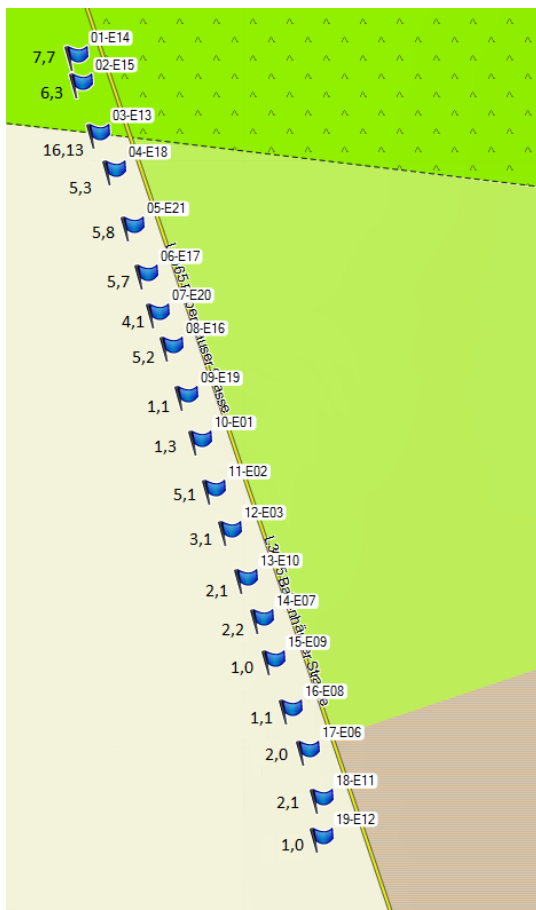 01-E14
7,7
02-E15
6,3
03-E13
16,13
04-E18
5,3
05-E21
5,8
06-E17
5,7
07-E20
4,1
08-E16
5,2
09-E19
1,1
10-E01
1,3
11-E02
5,1
12-E03
3,1
13-E10
2,1
14-E07
2,2
15-E09
1,0
16-E08
1,1
17-E06
2,0
18-E11
2,1
19-E12
1,0